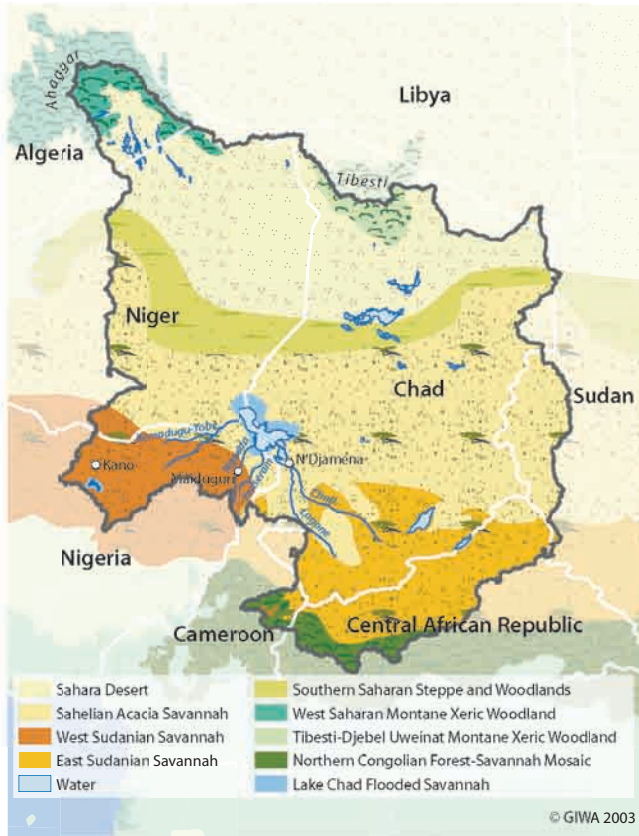 Ahaggar
Libya
Algeria
Tibesti
Niger
Chad
Sudan
Komadugu-Yobe
N'Djaména
Kano
Maiduguri
Chari
Logone
Nigeria
Cameroon
Central African Republic
Sahara Desert
Sahelian Acacia Savannah
West Sudanian Savannah
East Sudanian Savannah
Water
Southern Saharan Steppe and Woodlands
West Saharan Montane Xeric Woodland
Tibesti-Djebel Uweinat Montane Xeric Woodland
Northern Congolian Forest-Savannah Mosaic
Lake Chad Flooded Savannah
© GIWA 2003